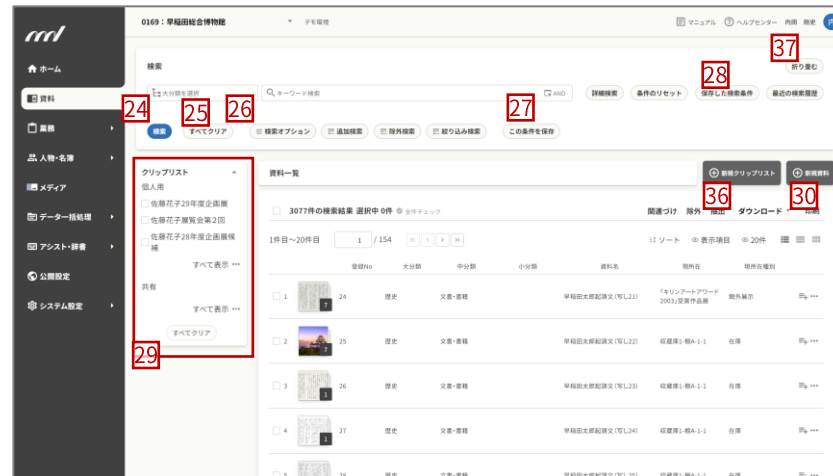 0169：早稲田総合博物館 デモ環境 マニュアル ヘルプセンター 内田 剛史
37
ホーム
検索 折り畳む
28
資料
大分類を選択 キーワード検索 AND 詳細検索 条件のリセット 保存した検索条件 最近の検索履歴
24 25 26 27
業務
検索 すべてクリア 検索オプション 追加検索 除外検索 絞り込み検索 この条件を保存
人物・名簿
クリップリスト 資料一覧 新規クリップリスト 新規資料
メディア
個人用
36 30
佐藤花子29年度企画展
3077件の検索結果 選択中 0件 全件チェック 関連づけ 除外 抽出 ダウンロード 印刷
データ一括処理
佐藤花子展覧会第2回
アシスト・辞書
佐藤花子28年度企画展候
補
1件目～20件目 1 / 154 ソート 表示項目 20件
すべて表示
登録No 大分類 中分類 小分類 資料名 現所在 現所在種別
公開設定
共有
システム設定
すべて表示
1 7 24 歴史 文書・書籍 早稲田太郎起請文（写し21） 「キリンアートアワード
2003」受賞作品展 館外展示
すべてクリア
29
2 7 25 歴史 文書・書籍 早稲田太郎起請文（写し22） 収蔵庫1-棚A-1-1 在庫
3 1 26 歴史 文書・書籍 早稲田太郎起請文（写し23） 収蔵庫1-棚A-1-1 在庫
4 1 27 歴史 文書・書籍 早稲田太郎起請文（写し24） 収蔵庫1-棚A-1-1 在庫